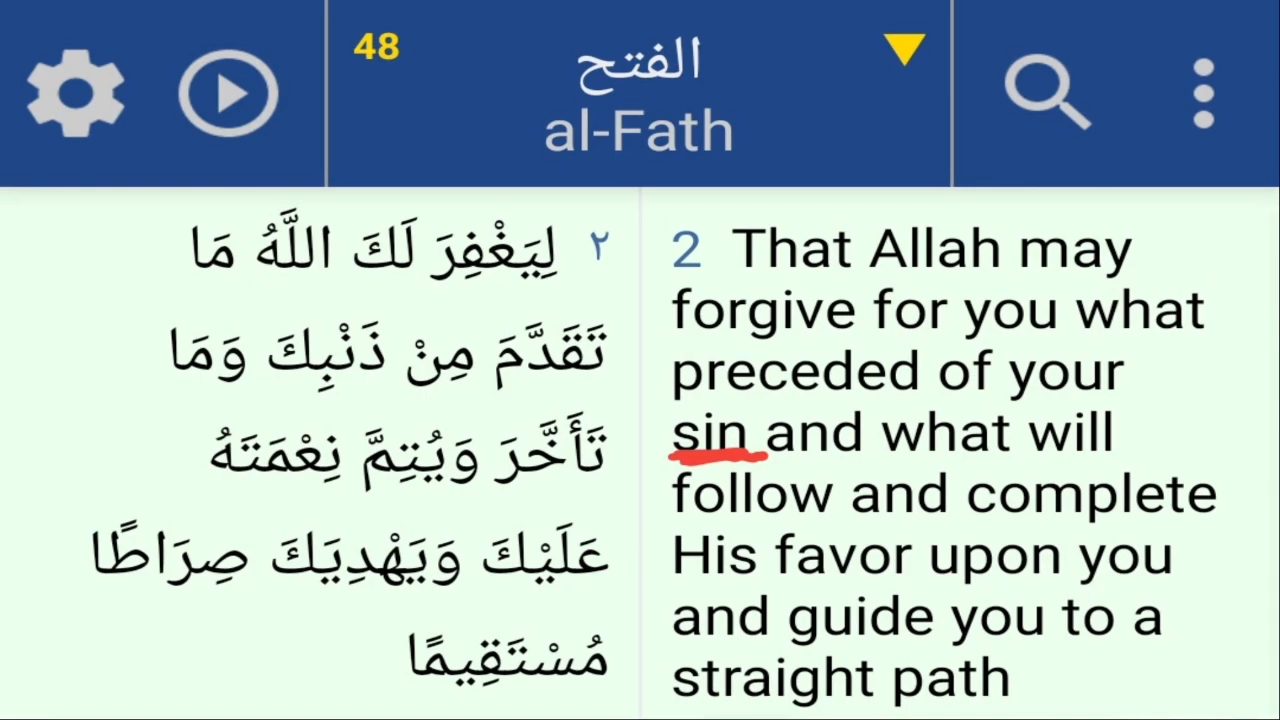 48
الفتح
al-Fath
٢ لِيَغْفِرَ لَكَ اللَّهُ مَا
تَقَدَّمَ مِنْ ذَنْبِكَ وَمَا
تَأَخَّرَ وَيُتِمَّ نِعْمَتَهُ
عَلَيْكَ وَيَهْدِيَكَ صِرَاطًا
مُسْتَقِيمًا
2 That Allah may
forgive for you what
preceded of your
sin and what will
follow and complete
His favor upon you
and guide you to a
straight path